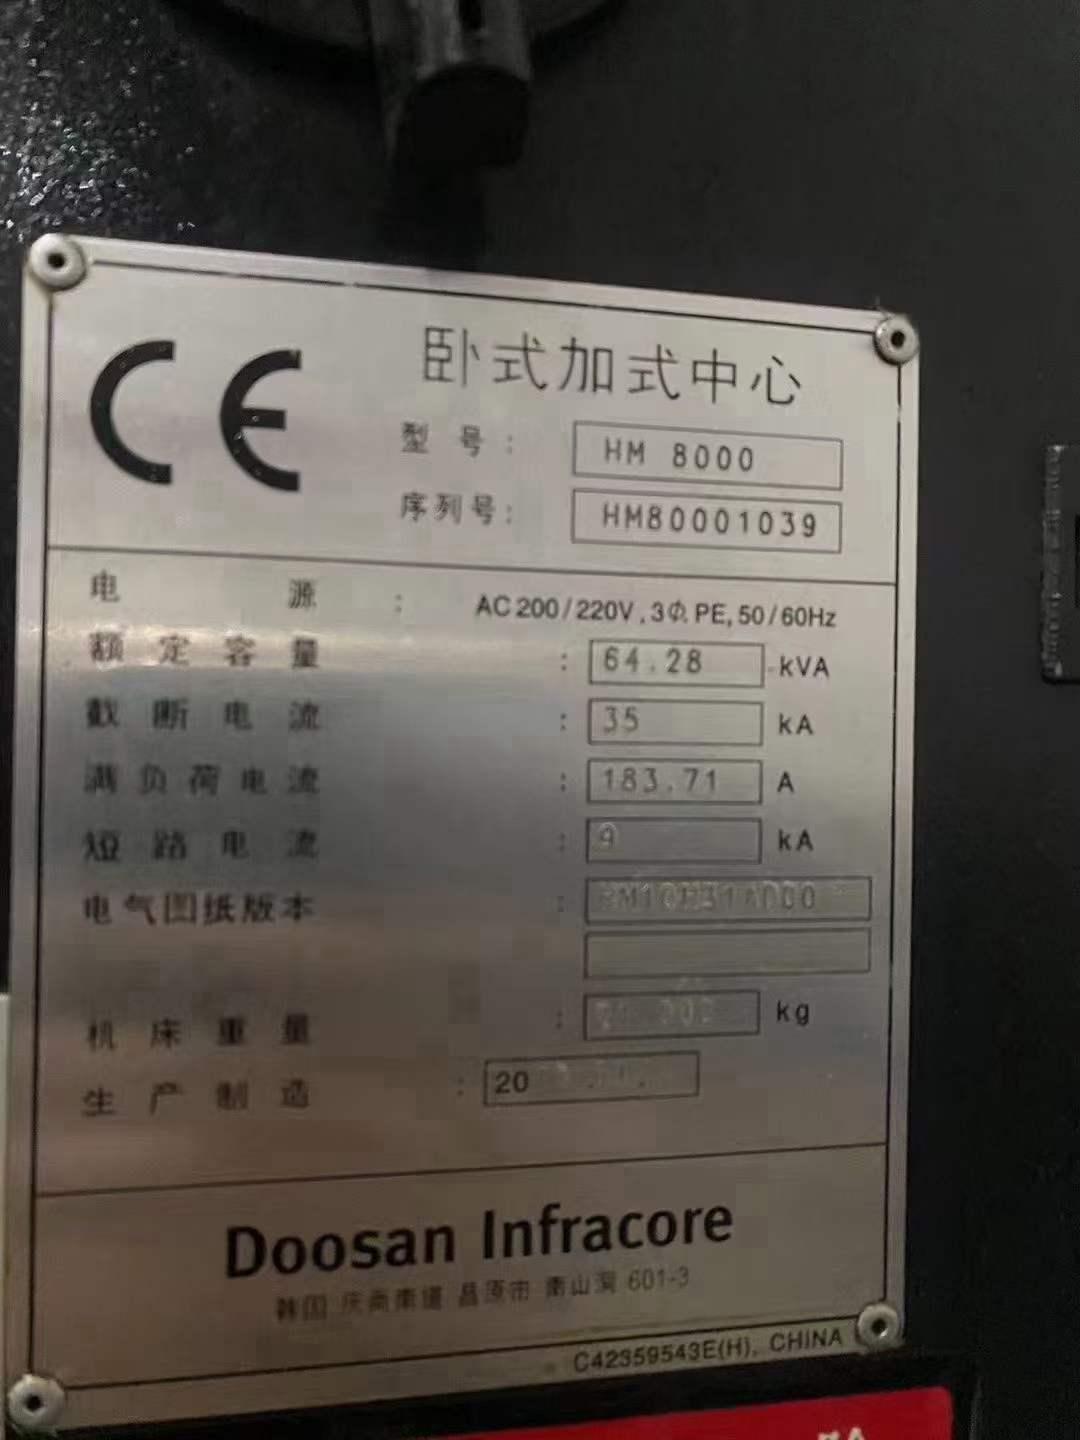 CE
卧式加式中心
型号: HM 8000
序列号: HM80001039
电源: AC 200/220V, 3Φ, PE, 50/60Hz
额定容量: 64.28 kVA
截断电流: 35 kA
满负荷电流: 183.71 A
短路电流: 9 kA
电气图纸版本:
机床重量: kg
生产制造: 20
Doosan Infracore
韩国 庆尚南道 昌原市 南山洞 601-3
C42359543E(H), CHINA